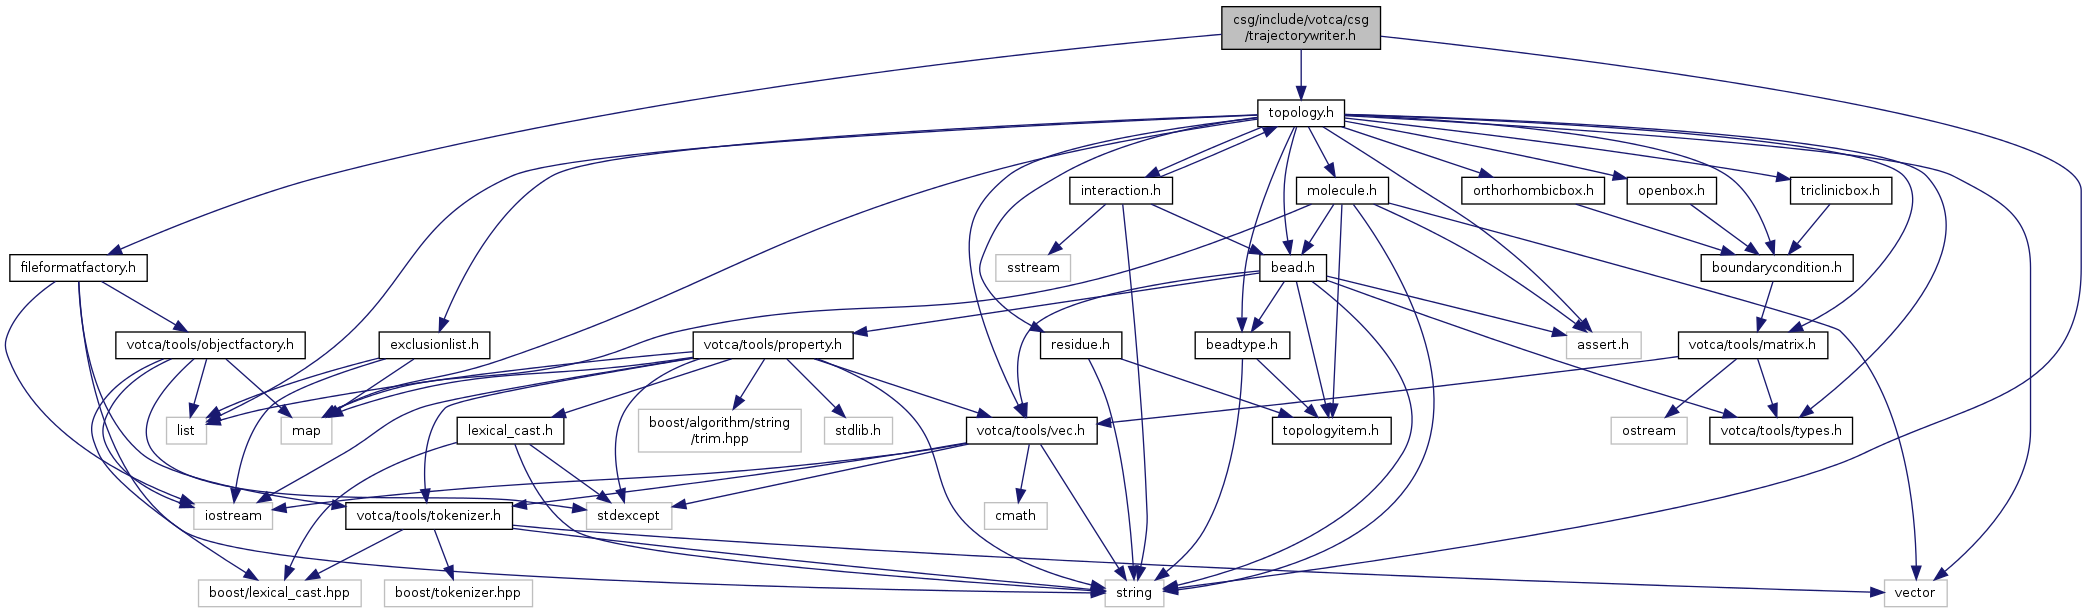 csg/include/votca/csg
/trajectorywriter.h
topology.h
interaction.h
molecule.h
orthorhombicbox.h
openbox.h
triclinicbox.h
fileformatfactory.h
sstream
bead.h
boundarycondition.h
votca/tools/objectfactory.h
exclusionlist.h
votca/tools/property.h
residue.h
beadtype.h
assert.h
votca/tools/matrix.h
list
map
lexical_cast.h
boost/algorithm/string
/trim.hpp
stdlib.h
votca/tools/vec.h
topologyitem.h
ostream
votca/tools/types.h
iostream
votca/tools/tokenizer.h
stdexcept
cmath
boost/lexical_cast.hpp
boost/tokenizer.hpp
string
vector